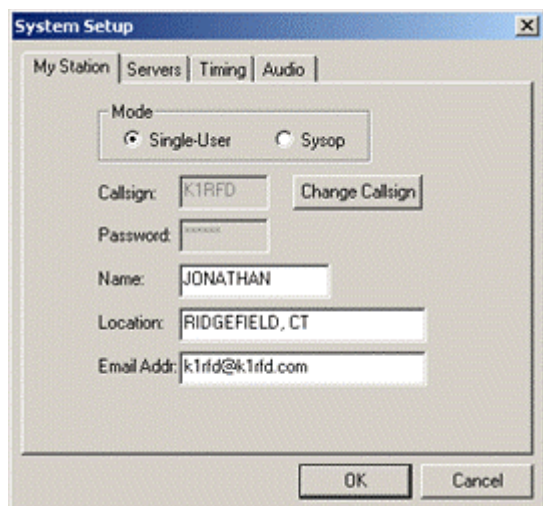 System Setup
My Station Servers Timing Audio
Mode
Single-User Sysop
Callsign: K1RFD Change Callsign
Password: ******
Name: JONATHAN
Location: RIDGEFIELD, CT
Email Addr: k1rfd@k1rfd.com
OK Cancel